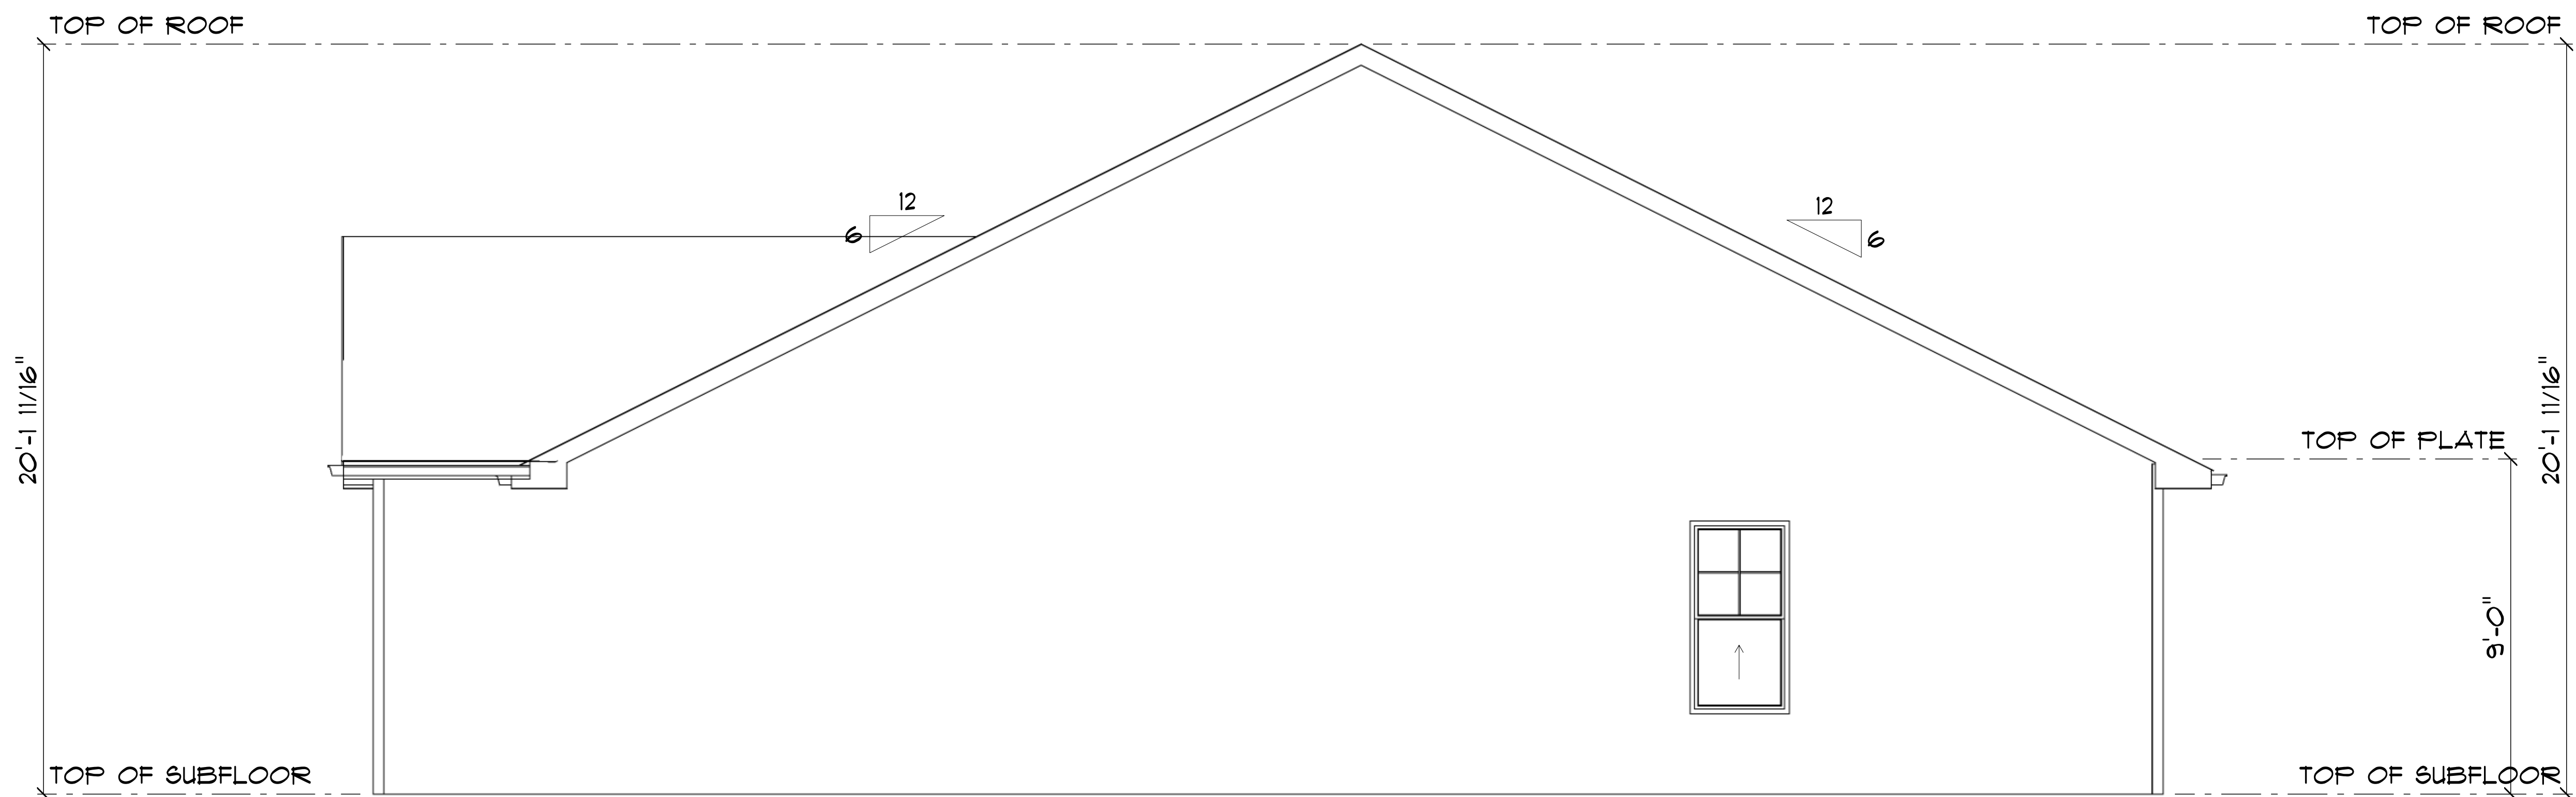 TOP OF ROOF
TOP OF ROOF
12
6
12
6
20'-1 11/16"
20'-1 11/16"
TOP OF PLATE
9'-0"
TOP OF SUBFLOOR
TOP OF SUBFLOOR